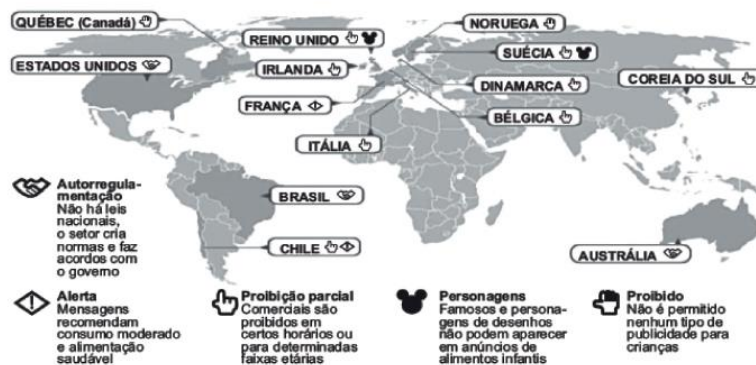 QUÉBEC (Canadá)
NORUEGA
REINO UNIDO
SUÉCIA
ESTADOS UNIDOS
IRLANDA
DINAMARCA
COREIA DO SUL
FRANÇA
BÉLGICA
ITÁLIA
BRASIL
CHILE
AUSTRÁLIA
Autorregula-
mentação
Não há leis
nacionais,
o setor cria
normas e faz
acordos com
o governo
Alerta
Mensagens
recomendam
consumo moderado
e alimentação
saudável
Proibição parcial
Comerciais são
proibidos em
certos horários ou
para determinadas
faixas etárias
Personagens
Famosos e persona-
gens de desenhos
não podem aparecer
em anúncios de
alimentos infantis
Proibido
Não é permitido
nenhum tipo de
publicidade para
crianças